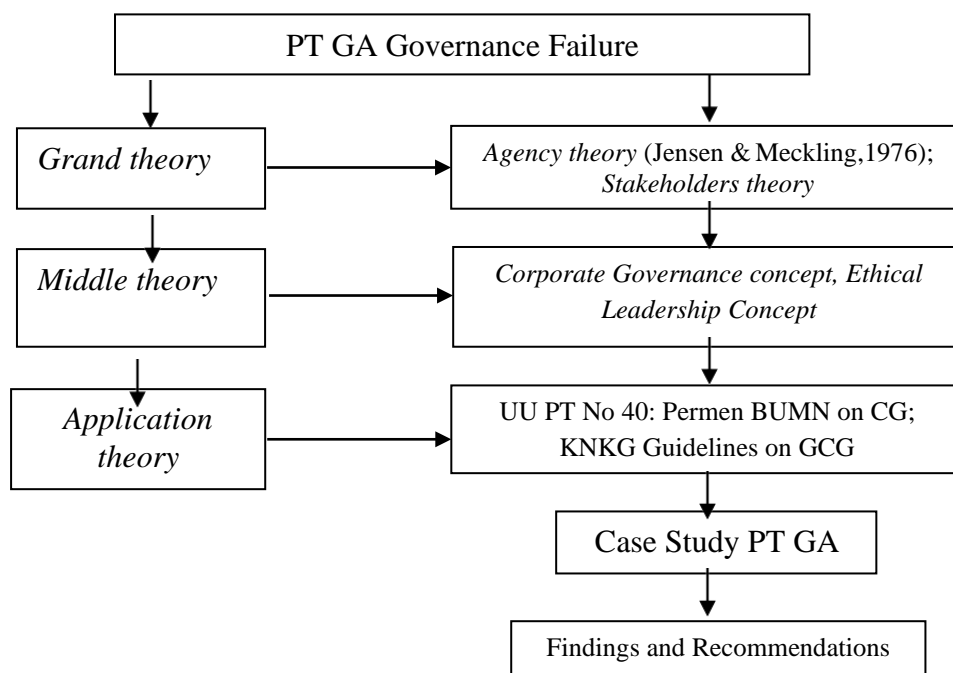 PT GA Governance Failure
Grand theory
Agency theory (Jensen & Meckling,1976);
Stakeholders theory
Middle theory
Corporate Governance concept, Ethical
Leadership Concept
Application
theory
UU PT No 40: Permen BUMN on CG;
KNKG Guidelines on GCG
Case Study PT GA
Findings and Recommendations